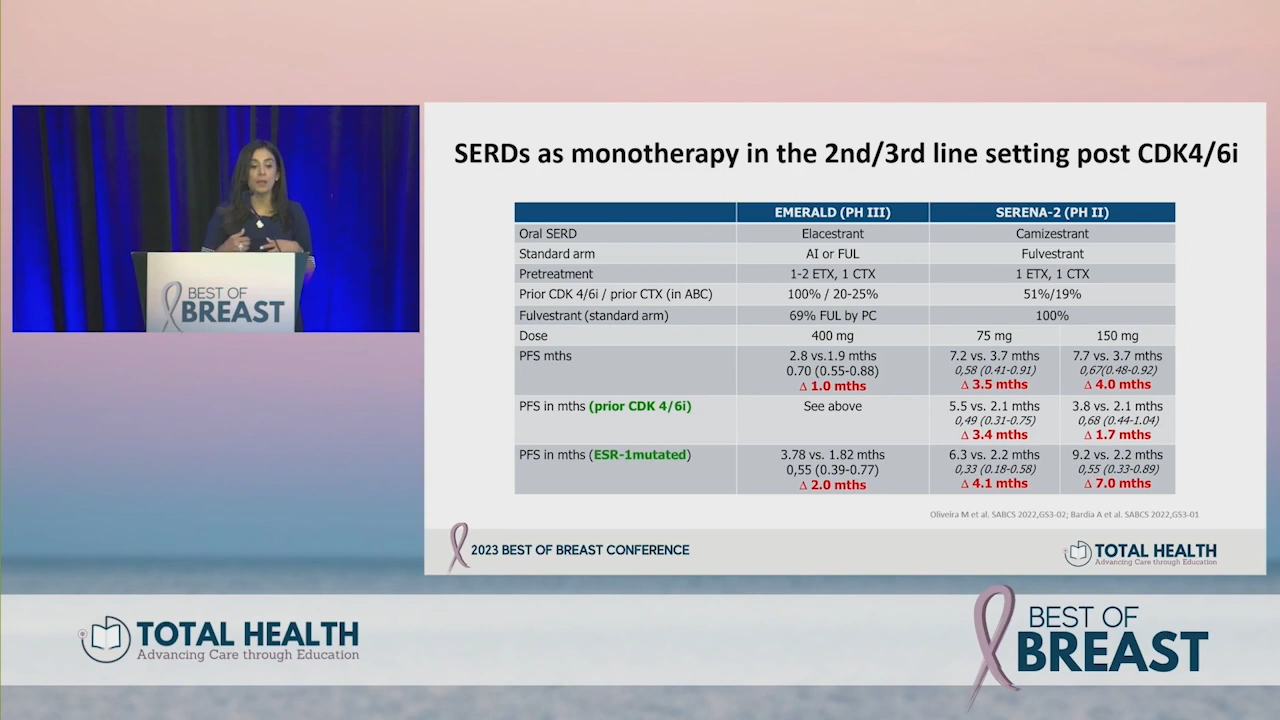 BEST OF
BREAST
SERDs as monotherapy in the 2nd/3rd line setting post CDK4/6i
EMERALD (PH III) SERENA-2 (PH II)
Oral SERD Elacestrant Camizestrant
Standard arm AI or FUL Fulvestrant
Pretreatment 1-2 ETX, 1 CTX 1 ETX, 1 CTX
Prior CDK 4/6i / prior CTX (in ABC) 100% / 20-25% 51%/19%
Fulvestrant (standard arm) 69% FUL by PC 100%
Dose 400 mg 75 mg 150 mg
PFS mths 2.8 vs.1.9 mths 7.2 vs. 3.7 mths 7.7 vs. 3.7 mths
0.70 (0.55-0.88) 0,58 (0.41-0.91) 0,67(0.48-0.92)
Δ 1.0 mths Δ 3.5 mths Δ 4.0 mths
PFS in mths (prior CDK 4/6i) See above 5.5 vs. 2.1 mths 3.8 vs. 2.1 mths
0,49 (0.31-0.75) 0,68 (0.44-1.04)
Δ 3.4 mths Δ 1.7 mths
PFS in mths (ESR-1mutated) 3.78 vs. 1.82 mths 6.3 vs. 2.2 mths 9.2 vs. 2.2 mths
0,55 (0.39-0.77) 0,33 (0.18-0.58) 0,55 (0.33-0.89)
Δ 2.0 mths Δ 4.1 mths Δ 7.0 mths
Oliveira M et al. SABCS 2022,GS3-02; Bardia A et al. SABCS 2022,GS3-01
2023 BEST OF BREAST CONFERENCE
TOTAL HEALTH
Advancing Care through Education
TOTAL HEALTH
Advancing Care through Education
BEST OF
BREAST